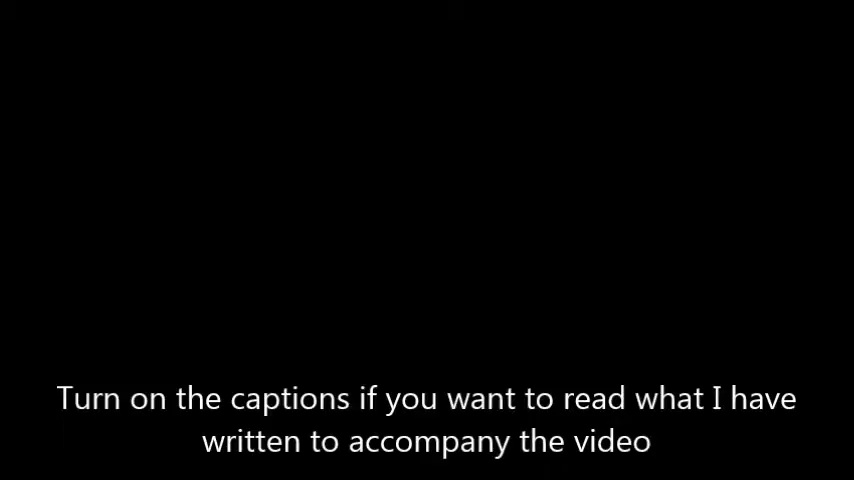 Turn on the captions if you want to read what I have
written to accompany the video